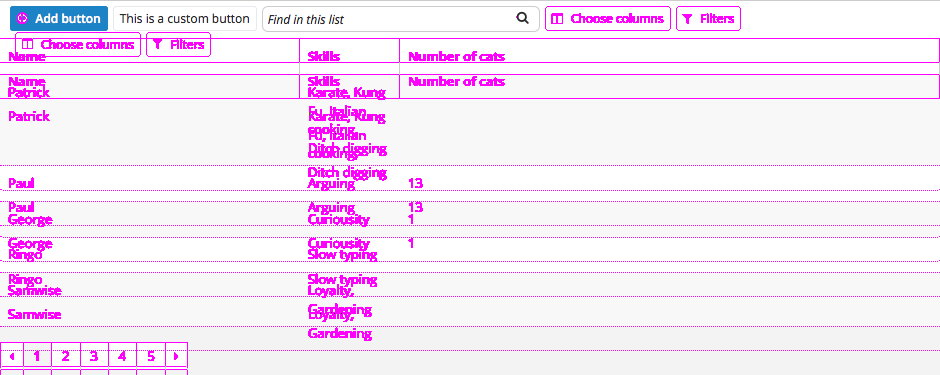 Add button This is a custom button Find in this list Choose columns Filters
Choose columns Filters
Name Skills Number of cats
Name Skills Number of cats
Patrick Karate, Kung
Fu, Italian
Patrick Karate, Kung
cooking,
Fu, Italian
Ditch digging
cooking,
Ditch digging
Paul Arguing 13
Paul Arguing 13
George Curiousity 1
George Curiousity 1
Ringo Slow typing
Ringo Slow typing
Samwise Loyalty,
Gardening
Samwise Loyalty,
Gardening
1 2 3 4 5